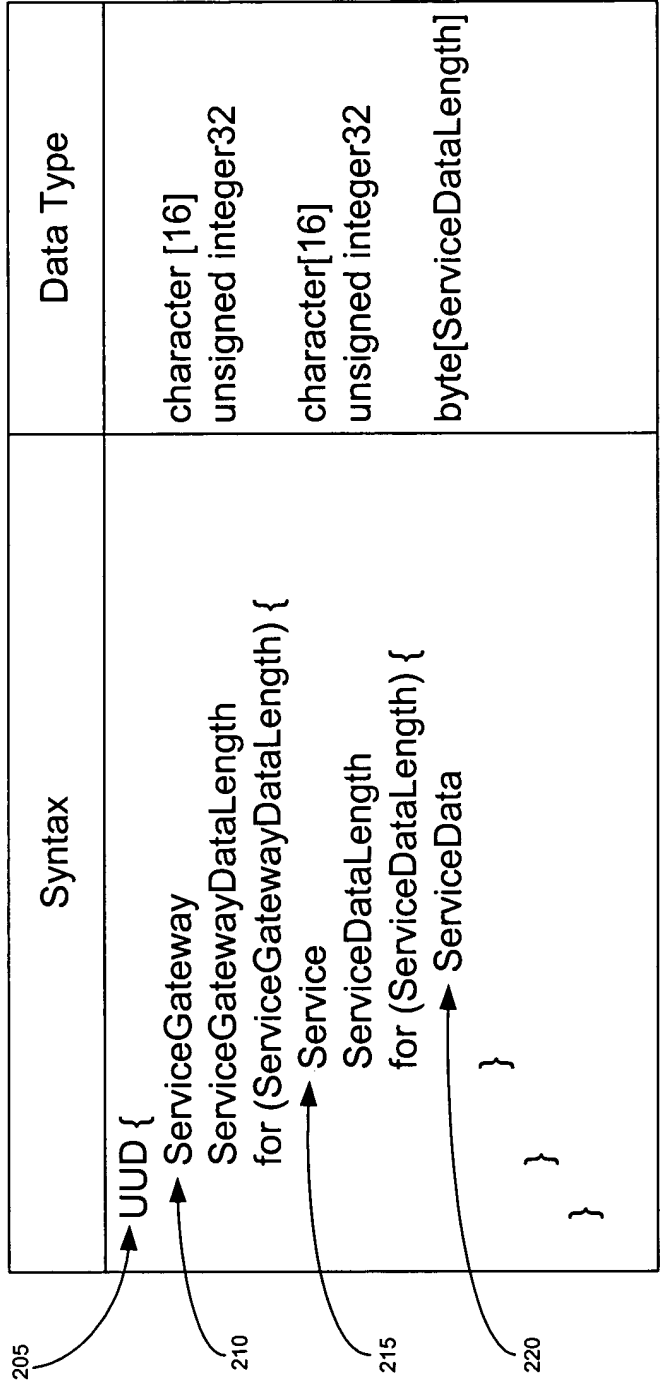 Syntax Data Type
205 UUD {
210 ServiceGateway character [16]
ServiceGatewayDataLength unsigned integer32
for (ServiceGatewayDataLength) {
215 Service character[16]
ServiceDataLength unsigned integer32
for (ServiceDataLength) {
220 ServiceData byte[ServiceDataLength]
}
}
}